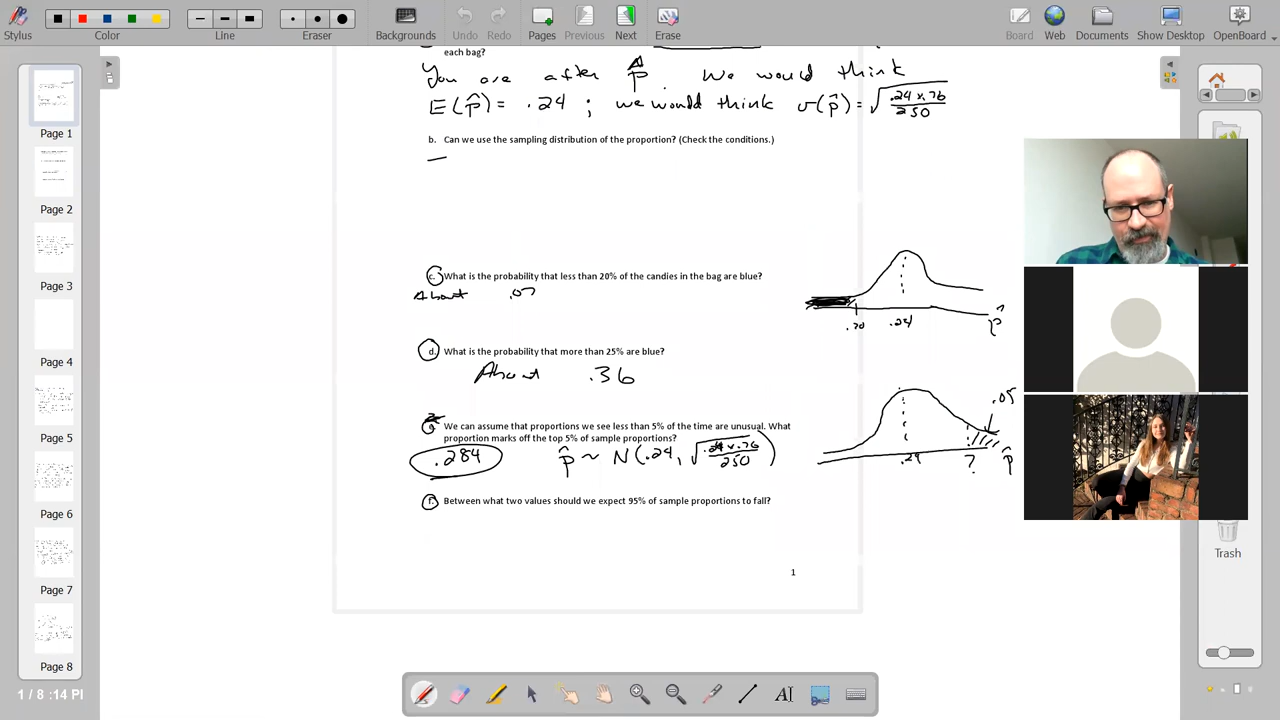 Stylus Color Line Eraser Backgrounds Undo Redo Pages Previous Next Erase Board Web Documents Show Desktop OpenBoard
each bag?
You are after p̂. We would think
E(p̂) = .24 ; we would think σ(p̂) = √(.24 x .76 / 250)
b. Can we use the sampling distribution of the proportion? (Check the conditions.)
c. What is the probability that less than 20% of the candies in the bag are blue?
About .07
.20 .24 p̂
d. What is the probability that more than 25% are blue?
About .36
.05
We can assume that proportions we see less than 5% of the time are unusual. What
proportion marks off the top 5% of sample proportions?
.284 p̂ ~ N(.24, √(.24 x .76 / 250))
.24 ? p̂
f. Between what two values should we expect 95% of sample proportions to fall?
1
Page 1
Page 2
Page 3
Page 4
Page 5
Page 6
Page 7
Page 8
Trash
1 / 8 :14 PM
AI